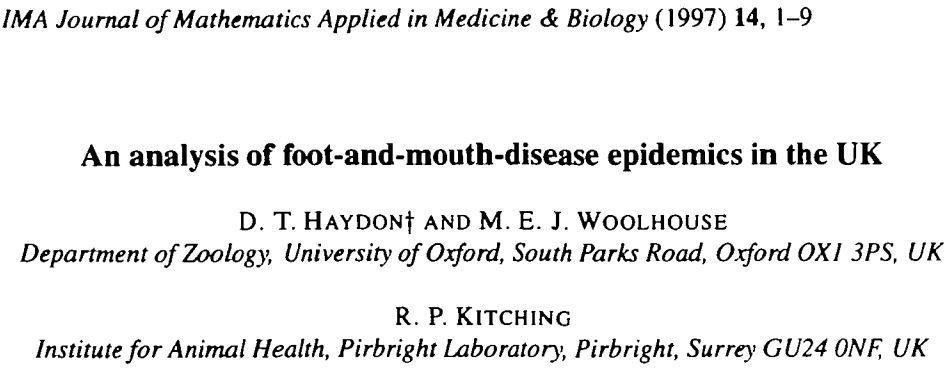 IMA Journal of Mathematics Applied in Medicine & Biology (1997) 14, 1–9
An analysis of foot-and-mouth-disease epidemics in the UK
D. T. HAYDON† AND M. E. J. WOOLHOUSE
Department of Zoology, University of Oxford, South Parks Road, Oxford OX1 3PS, UK
R. P. KITCHING
Institute for Animal Health, Pirbright Laboratory, Pirbright, Surrey GU24 0NF, UK